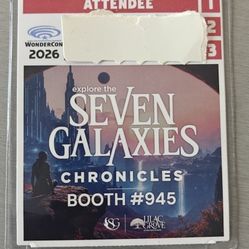 ATTENDEE
1
2
3
WONDERCON
2026
explore the
SEVEN
GALAXIES
CHRONICLES
BOOTH #945
LILAC
GROVE